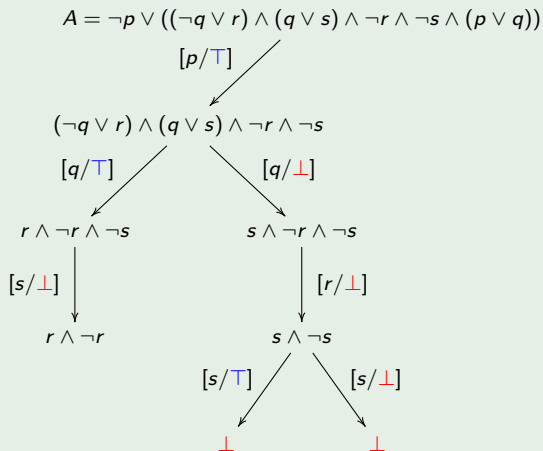 A = ¬p ∨ ((¬q ∨ r) ∧ (q ∨ s) ∧ ¬r ∧ ¬s ∧ (p ∨ q))
[p/⊤]
(¬q ∨ r) ∧ (q ∨ s) ∧ ¬r ∧ ¬s
[q/⊤] [q/⊥]
r ∧ ¬r ∧ ¬s s ∧ ¬r ∧ ¬s
[s/⊥] [r/⊥]
r ∧ ¬r s ∧ ¬s
[s/⊤] [s/⊥]
⊥ ⊥